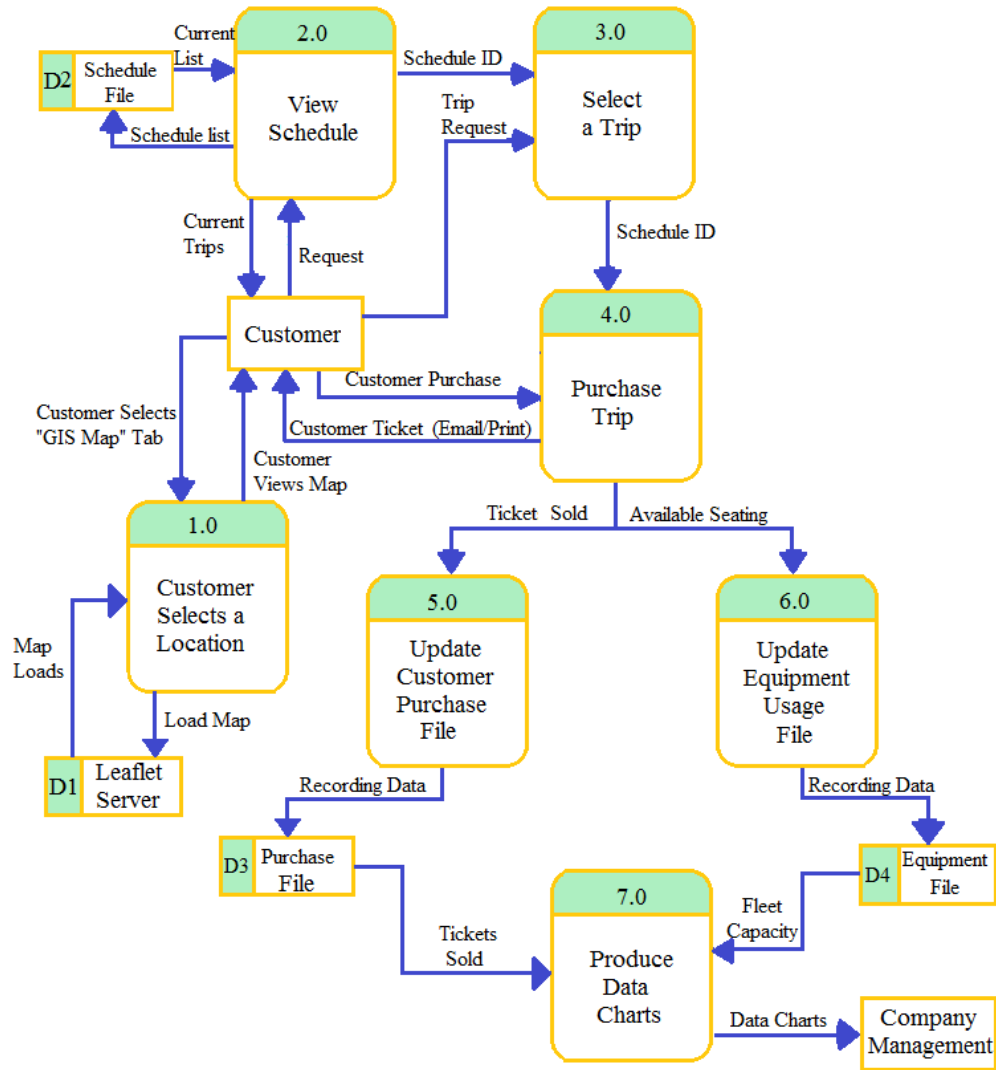 Current
List
2.0
3.0
D2
Schedule
File
Schedule ID
View
Schedule
Trip
Request
Select
a Trip
Schedule list
Current
Trips
Request
Schedule ID
Customer
4.0
Customer Purchase
Purchase
Trip
Customer Selects
"GIS Map" Tab
Customer Ticket (Email/Print)
Customer
Views Map
1.0
Ticket Sold
Available Seating
Customer
Selects a
Location
5.0
6.0
Map
Loads
Update
Customer
Purchase
File
Update
Equipment
Usage
File
Load Map
D1
Leaflet
Server
Recording Data
Recording Data
D3
Purchase
File
D4
Equipment
File
7.0
Fleet
Capacity
Tickets
Sold
Produce
Data
Charts
Data Charts
Company
Management